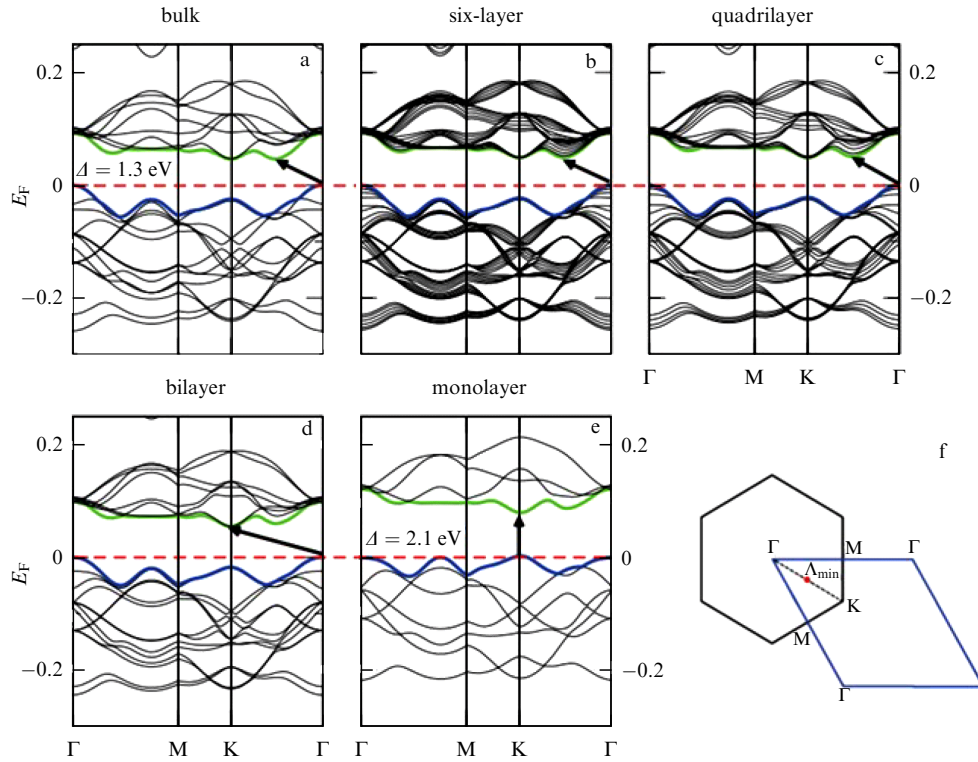 bulk six-layer quadrilayer
a b c
0.2 0.2
Δ = 1.3 eV
E_F 0 0
−0.2 −0.2
Γ M K Γ
bilayer monolayer
d e f
0.2 0.2
Δ = 2.1 eV
E_F 0 0
−0.2 −0.2
Γ M K Γ Γ M K Γ
Γ M Γ
Λ_min
K
M
Γ